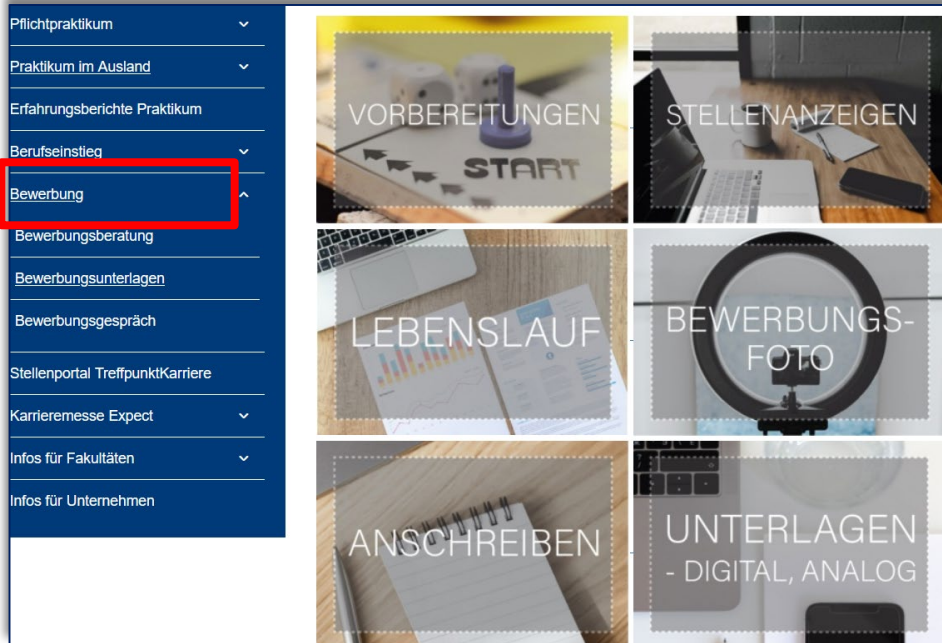 Pflichtpraktikum
Praktikum im Ausland
Erfahrungsberichte Praktikum
Berufseinstieg
Bewerbung
Bewerbungsberatung
Bewerbungsunterlagen
Bewerbungsgespräch
Stellenportal TreffpunktKarriere
Karrieremesse Expect
Infos für Fakultäten
Infos für Unternehmen
VORBEREITUNGEN
START
STELLENANZEIGEN
LEBENSLAUF
BEWERBUNGS-
FOTO
ANSCHREIBEN
UNTERLAGEN
- DIGITAL, ANALOG